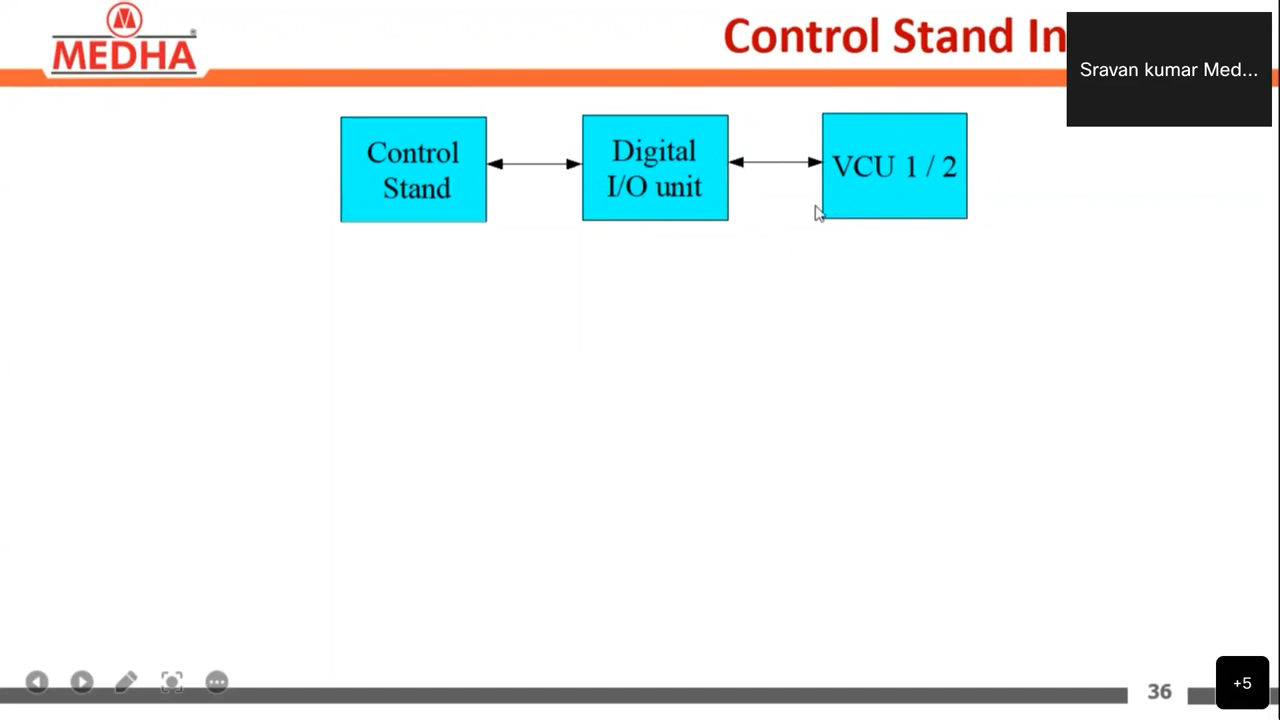 MEDHA
Control Stand In
Sravan kumar Med...
Control
Stand
Digital
I/O unit
VCU 1 / 2
36
+5